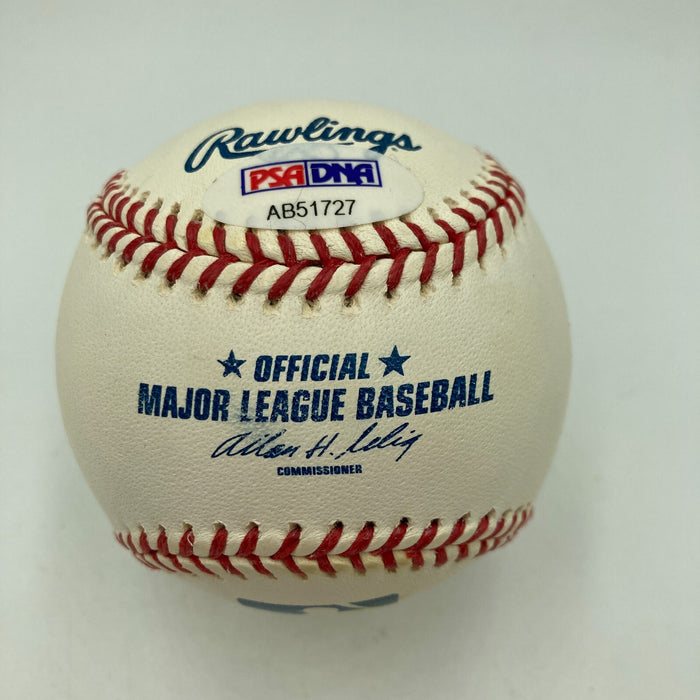 Rawlings
PSA DNA
AB51727
★ OFFICIAL ★
MAJOR LEAGUE BASEBALL
Allan H. Selig
COMMISSIONER